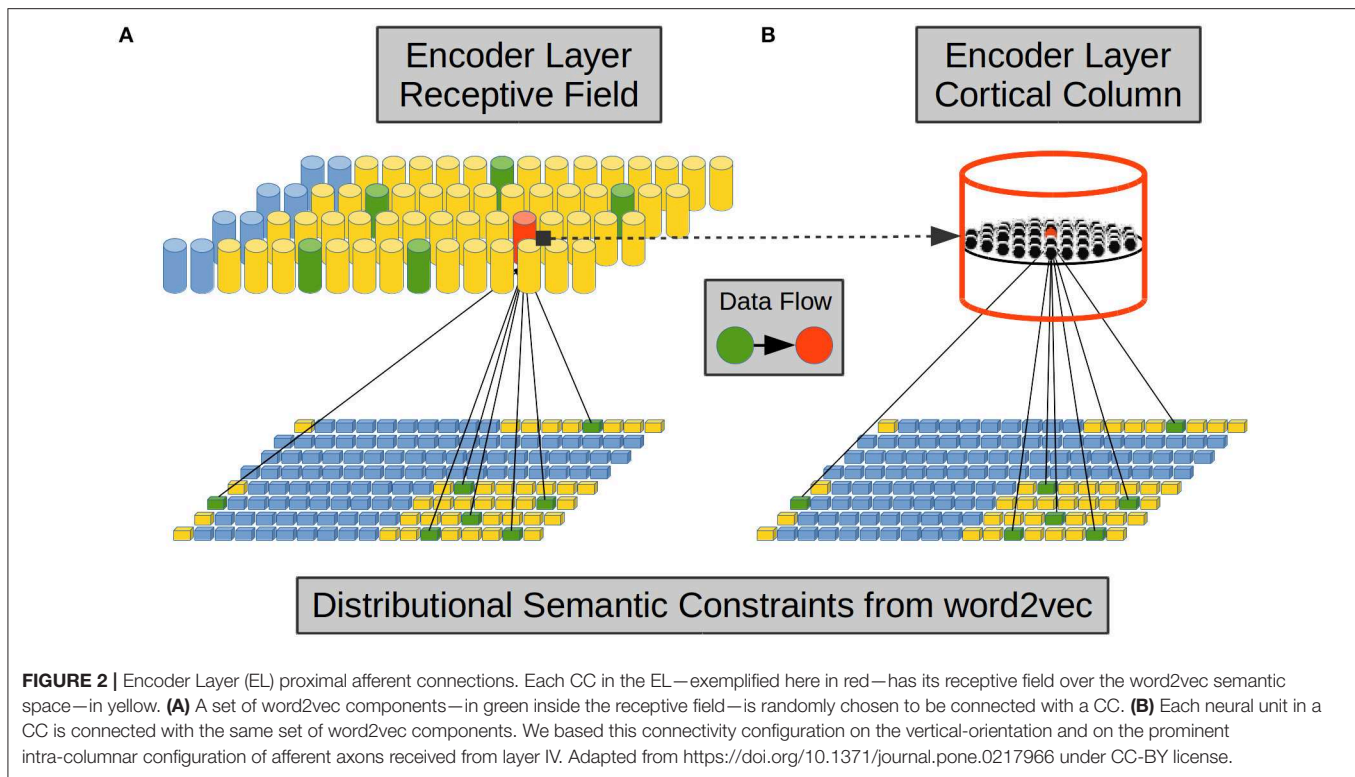 A
Encoder Layer
Receptive Field
B
Encoder Layer
Cortical Column
Data Flow
Distributional Semantic Constraints from word2vec
FIGURE 2 | Encoder Layer (EL) proximal afferent connections. Each CC in the EL—exemplified here in red—has its receptive field over the word2vec semantic
space—in yellow. (A) A set of word2vec components—in green inside the receptive field—is randomly chosen to be connected with a CC. (B) Each neural unit in a
CC is connected with the same set of word2vec components. We based this connectivity configuration on the vertical-orientation and on the prominent
intra-columnar configuration of afferent axons received from layer IV. Adapted from https://doi.org/10.1371/journal.pone.0217966 under CC-BY license.